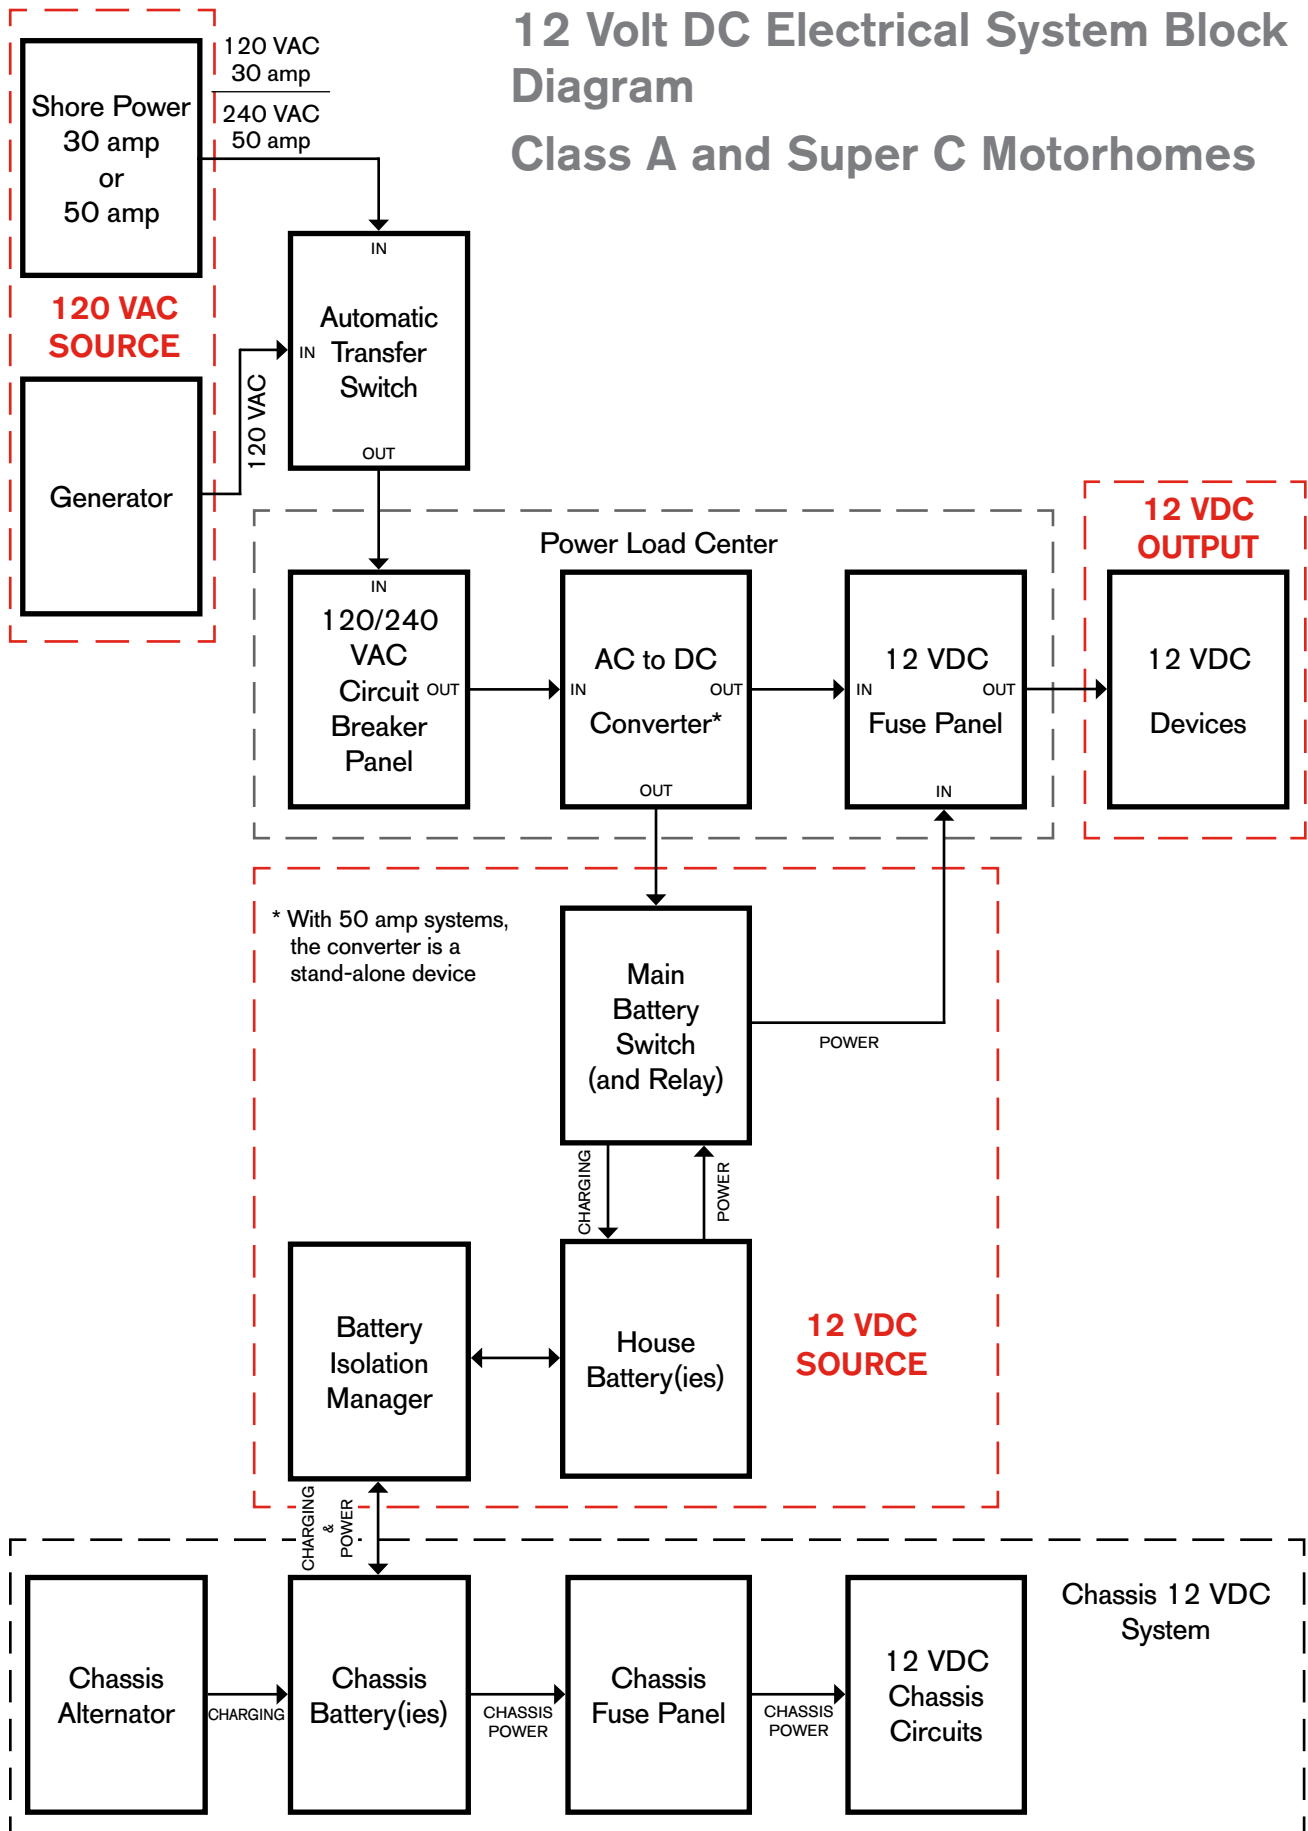 12 Volt DC Electrical System Block
Diagram
Class A and Super C Motorhomes
120 VAC
30 amp
240 VAC
50 amp
Shore Power
30 amp
or
50 amp
120 VAC
SOURCE
Generator
120 VAC
IN
IN
Automatic
Transfer
Switch
OUT
Power Load Center
IN
120/240
VAC
Circuit
Breaker
Panel
OUT
AC to DC
IN
OUT
Converter*
OUT
12 VDC
IN
OUT
Fuse Panel
IN
12 VDC
OUTPUT
12 VDC
Devices
* With 50 amp systems,
the converter is a
stand-alone device
Main
Battery
Switch
(and Relay)
POWER
CHARGING
POWER
Battery
Isolation
Manager
House
Battery(ies)
12 VDC
SOURCE
CHARGING
&
POWER
Chassis 12 VDC
System
Chassis
Alternator
CHARGING
Chassis
Battery(ies)
CHASSIS
POWER
Chassis
Fuse Panel
CHASSIS
POWER
12 VDC
Chassis
Circuits